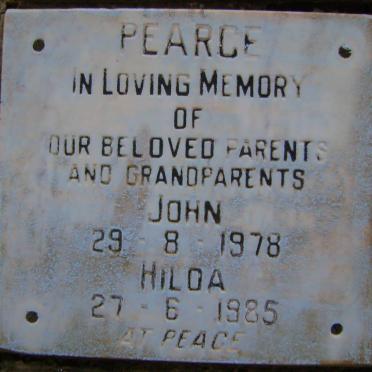 PEARCE
IN LOVING MEMORY
OF
OUR BELOVED PARENTS
AND GRANDPARENTS
JOHN
29 - 8 - 1978
HILDA
27 - 6 - 1985
AT PEACE